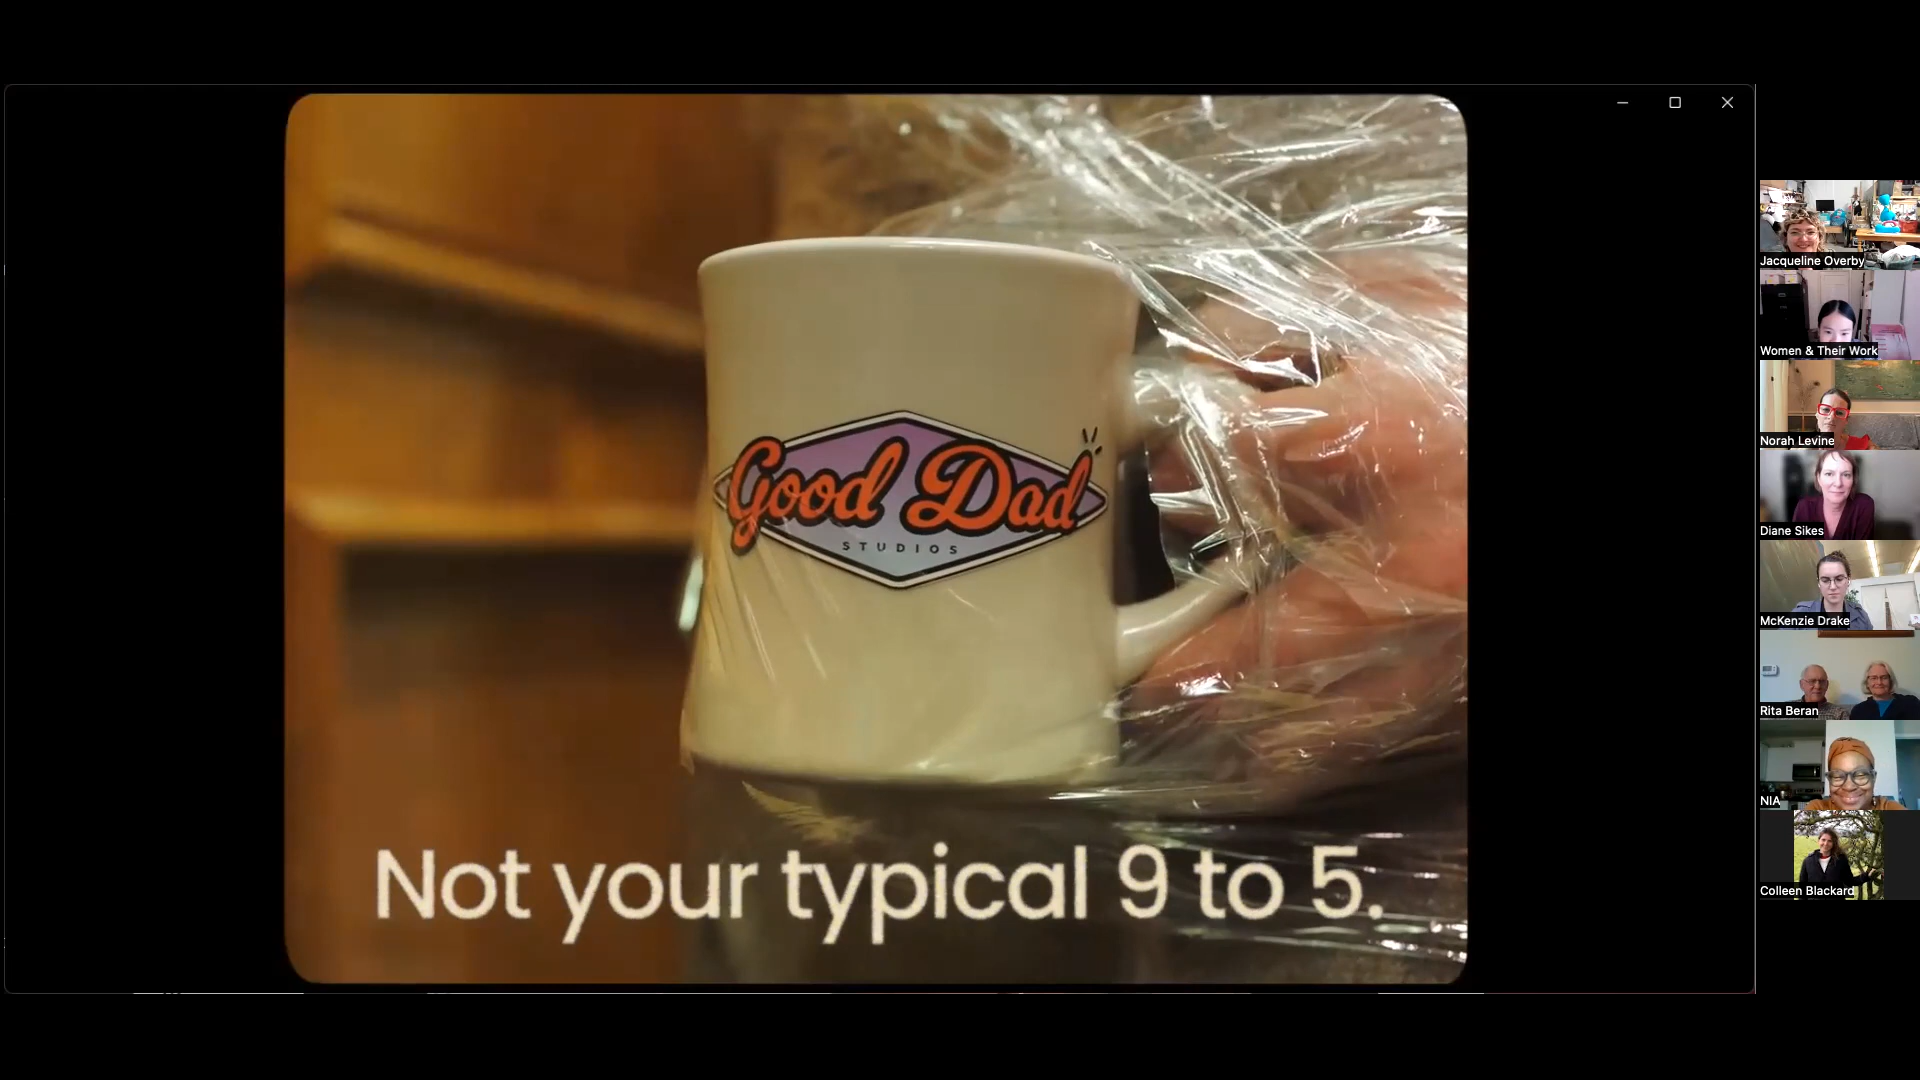 Good Dad
STUDIOS
Not your typical 9 to 5.
Jacqueline Overby
Women & Their Work
Norah Levine
Diane Sikes
McKenzie Drake
Rita Beran
NIA
Colleen Blackard